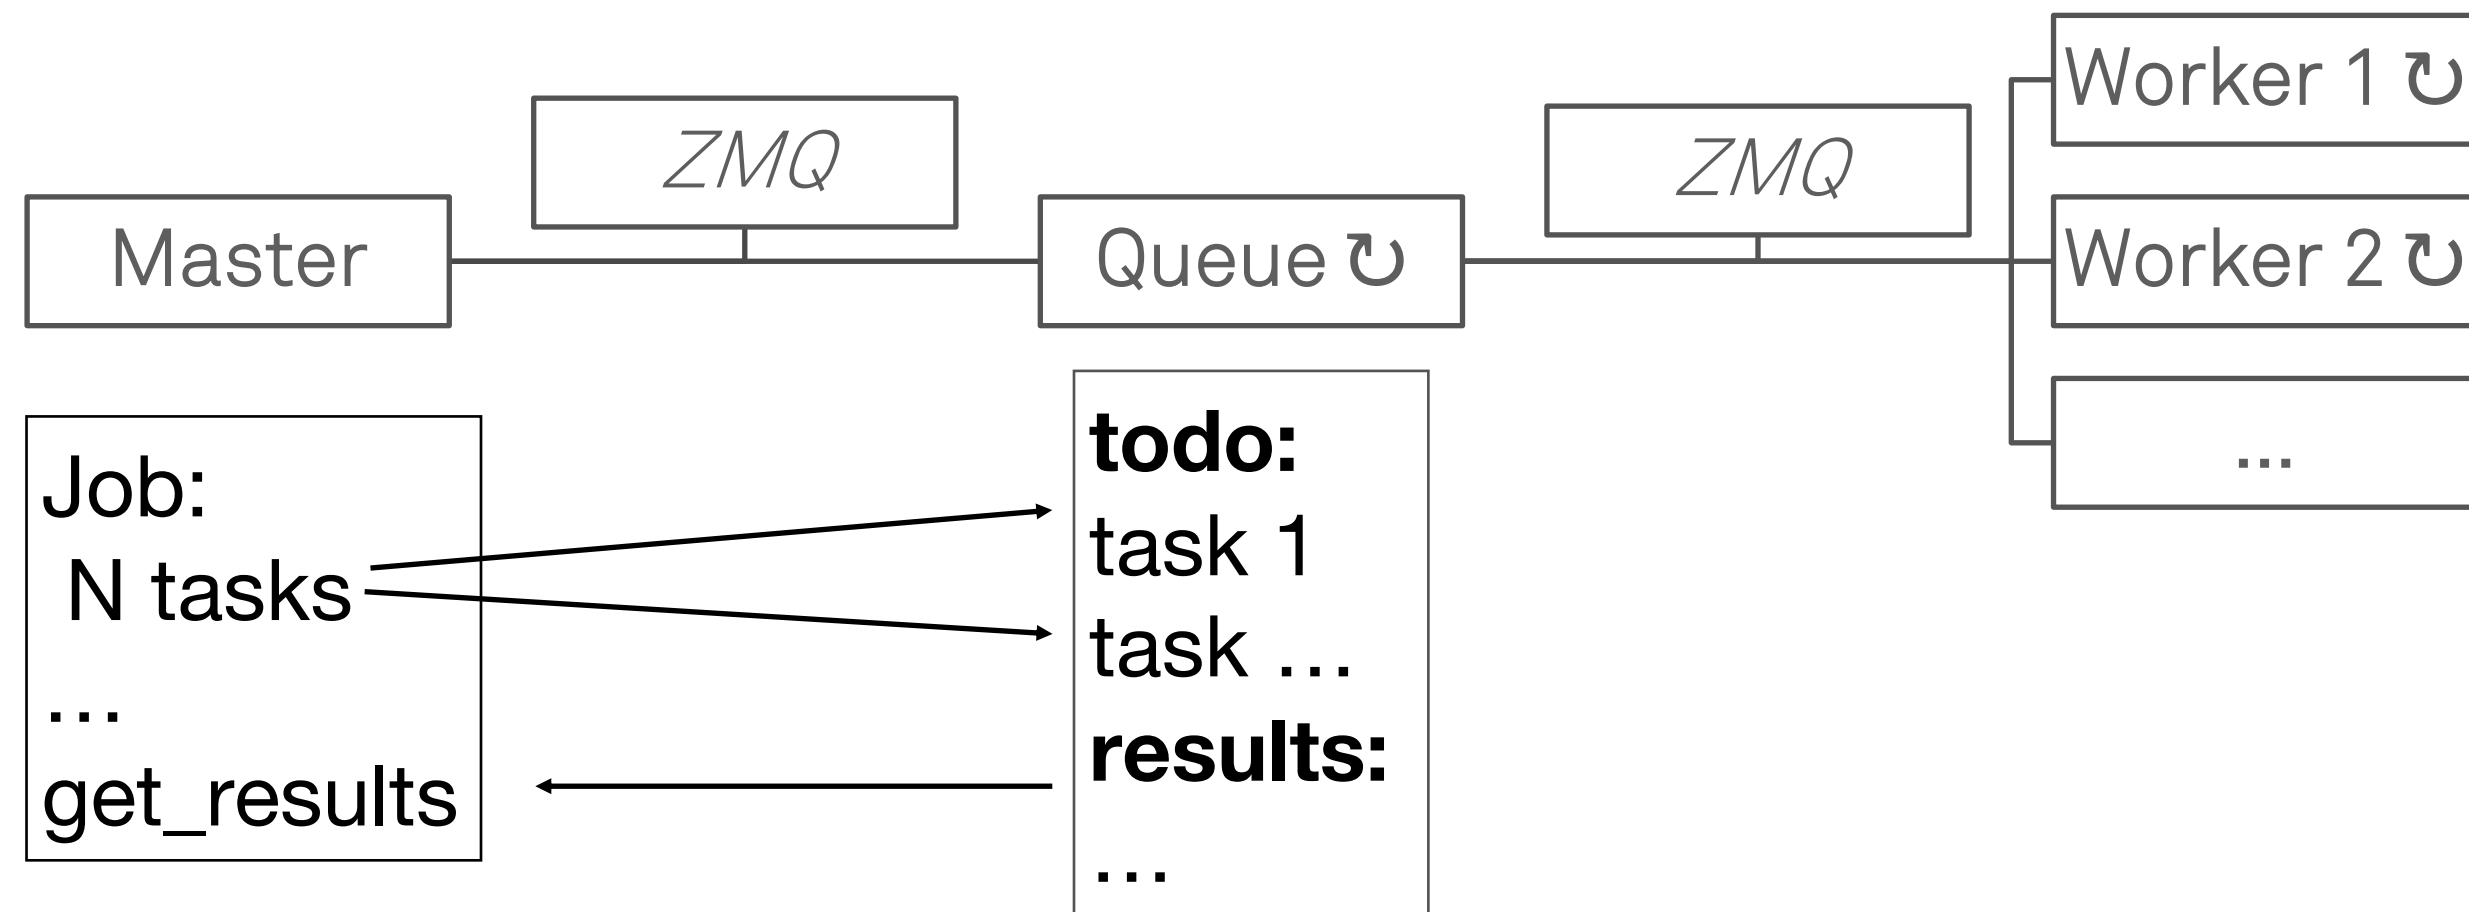 Master
ZMQ
Queue ↻
ZMQ
Worker 1 ↻
Worker 2 ↻
...
Job:
N tasks
...
get_results
todo:
task 1
task ...
results:
...